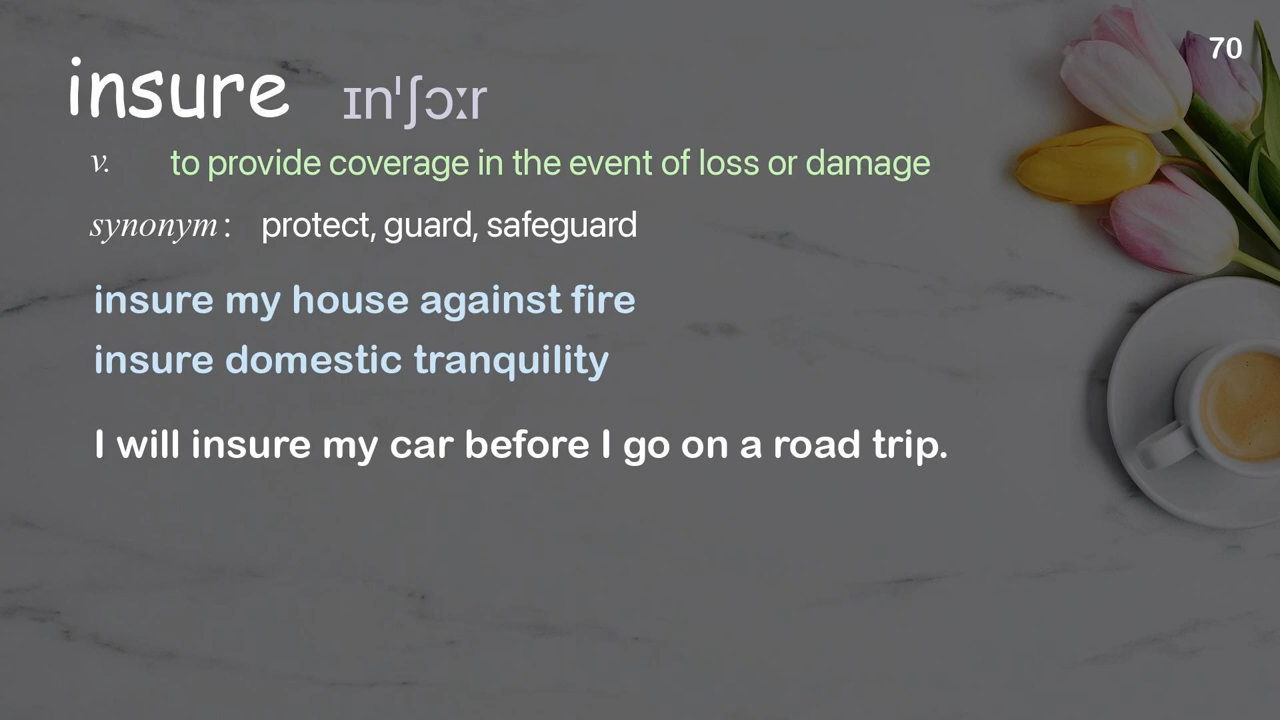 70
insure ɪnˈʃɔːr
v. to provide coverage in the event of loss or damage
synonym : protect, guard, safeguard
insure my house against fire
insure domestic tranquility
I will insure my car before I go on a road trip.